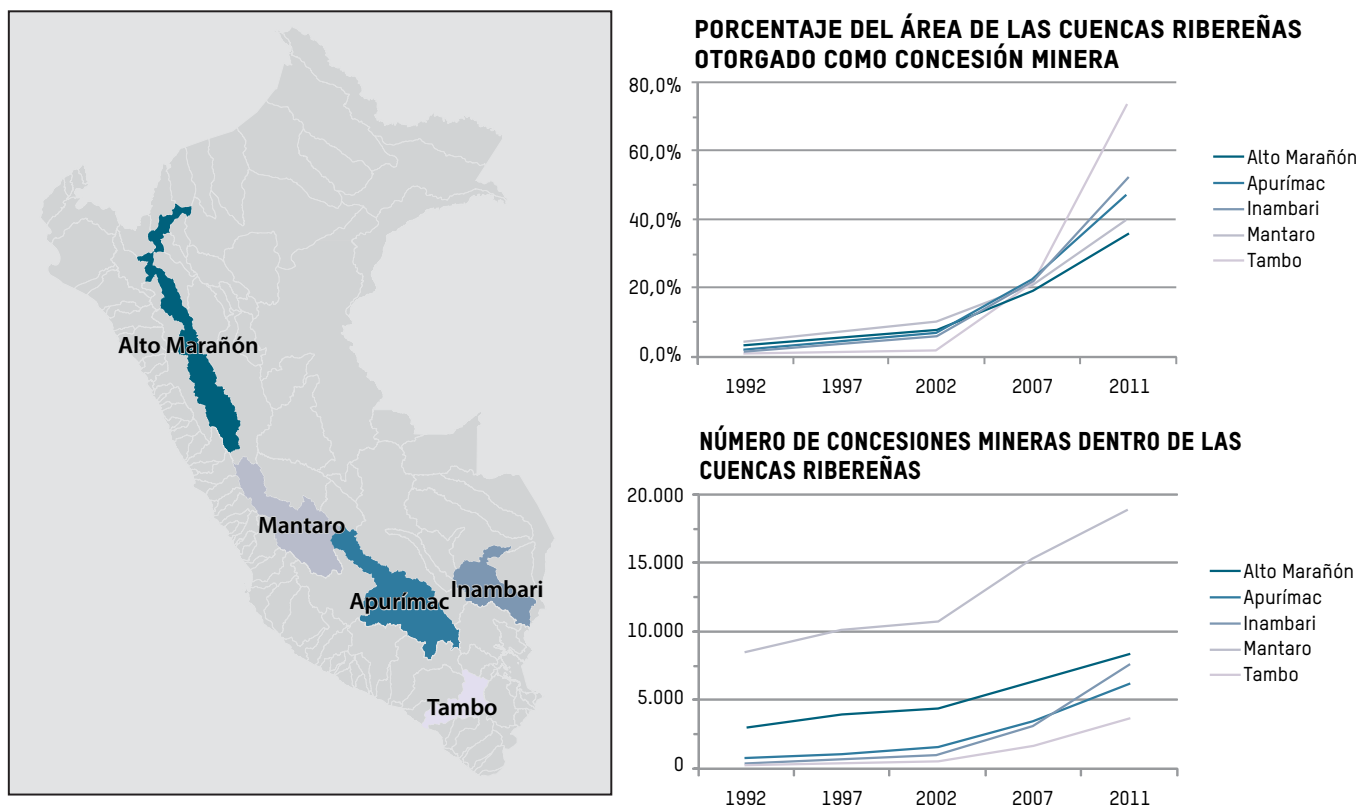 Alto Marañón
Mantaro
Apurímac
Inambari
Tambo
PORCENTAJE DEL ÁREA DE LAS CUENCAS RIBEREÑAS
OTORGADO COMO CONCESIÓN MINERA
80,0%
60,0%
40,0%
20,0%
0,0%
1992 1997 2002 2007 2011
Alto Marañón
Apurímac
Inambari
Mantaro
Tambo
NÚMERO DE CONCESIONES MINERAS DENTRO DE LAS
CUENCAS RIBEREÑAS
20.000
15.000
10.000
5.000
0
1992 1997 2002 2007 2011
Alto Marañón
Apurímac
Inambari
Mantaro
Tambo